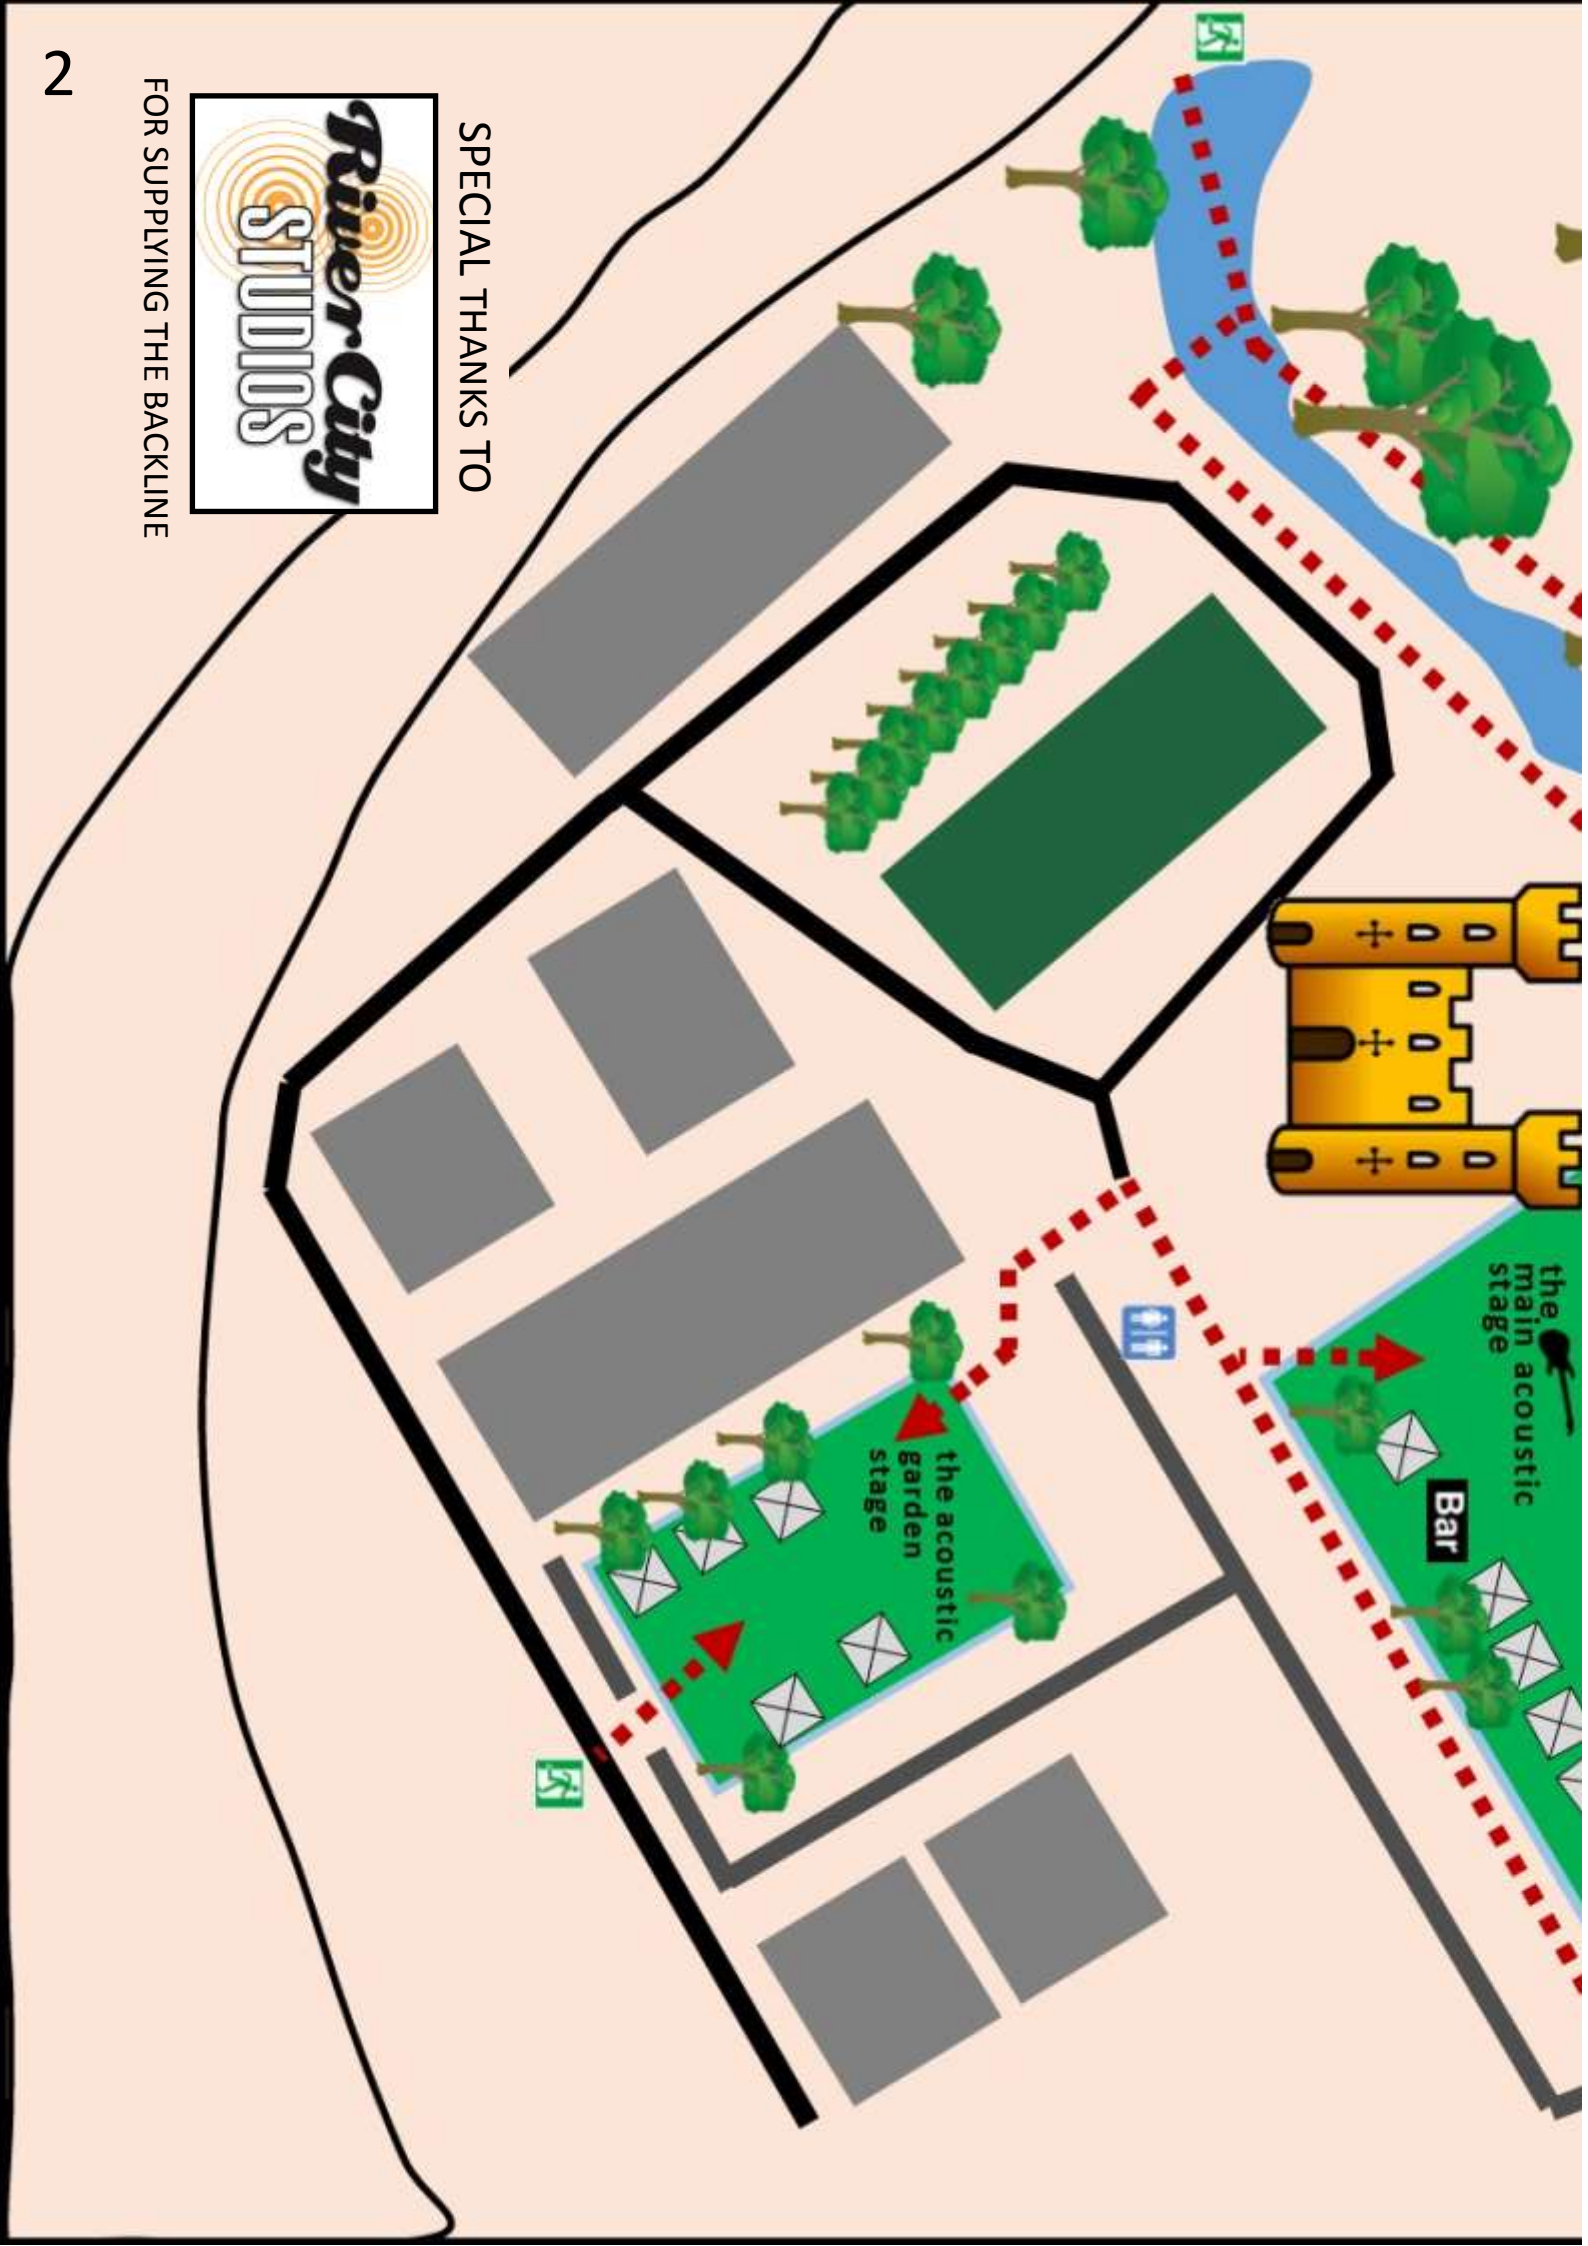 the
main acoustic
stage
Bar
the acoustic
garden
stage
SPECIAL THANKS TO
River City
STUDIOS
FOR SUPPLYING THE BACKLINE
2